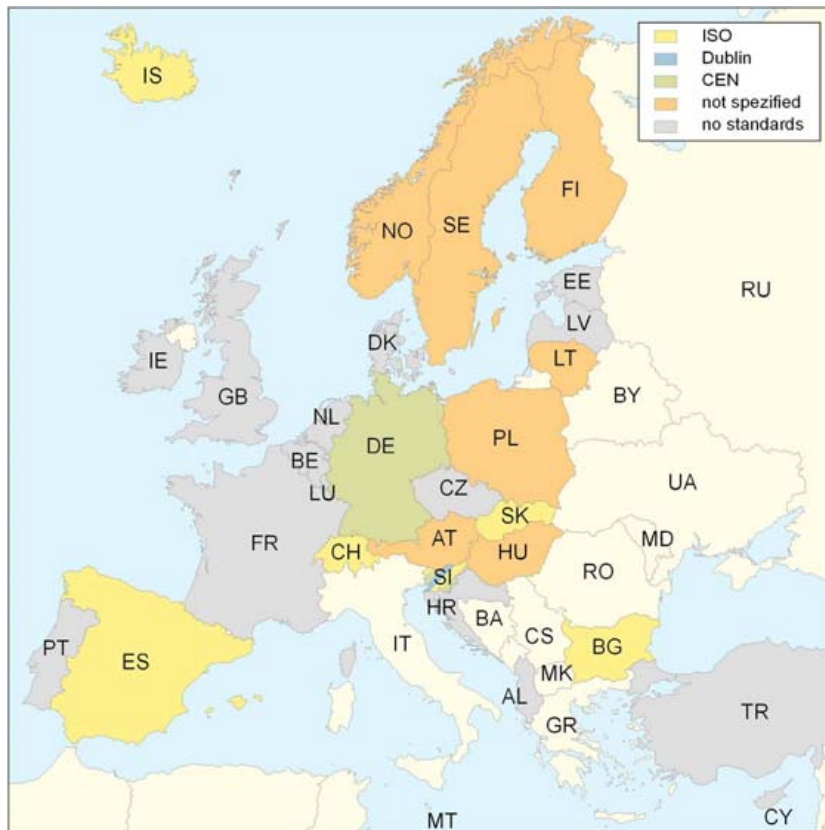 ISO
Dublin
CEN
not spezified
no standards
IS
NO
SE
FI
RU
EE
LV
LT
DK
IE
GB
BY
NL
DE
PL
BE
LU
CZ
UA
SK
FR
CH
AT
HU
MD
RO
SI
HR
BA
CS
IT
BG
PT
ES
MK
AL
GR
TR
MT
CY